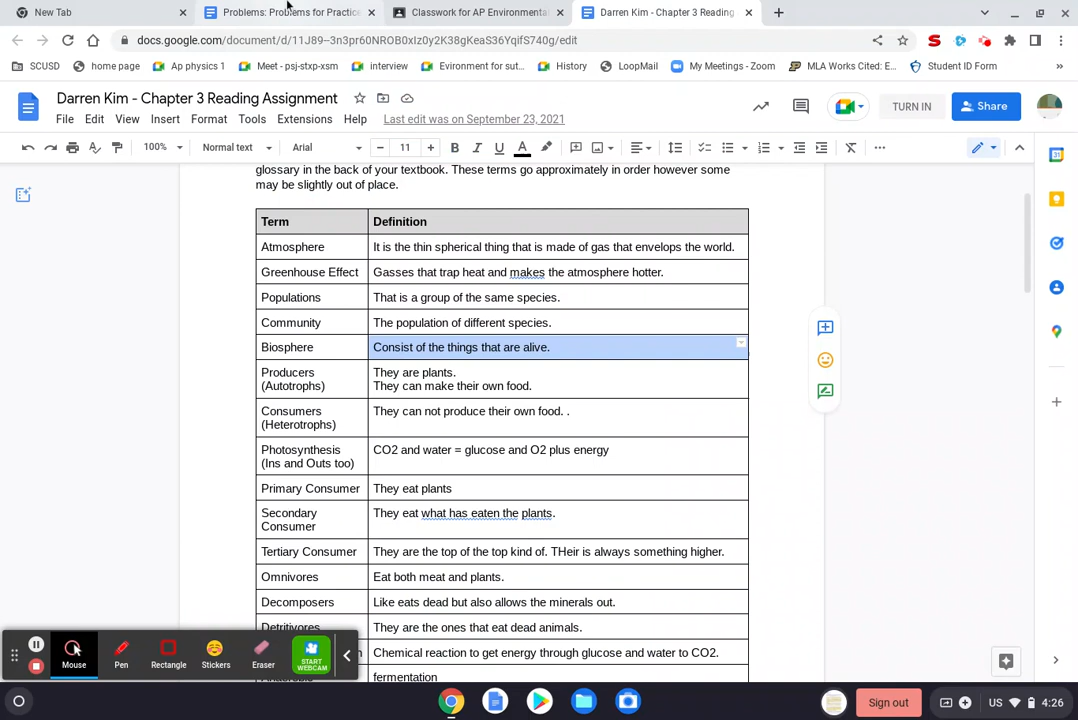 New Tab
Problems: Problems for Practice
Classwork for AP Environmental
Darren Kim - Chapter 3 Reading
docs.google.com/document/d/11J89--3n3pr60NROB0xIz0y2K38gKeaS36YqifS740g/edit
SCUSD
home page
Ap physics 1
Meet - psj-stxp-xsm
interview
Evironment for sut...
History
LoopMail
My Meetings - Zoom
MLA Works Cited: E...
Student ID Form
»
Darren Kim - Chapter 3 Reading Assignment
TURN IN
Share
File Edit View Insert Format Tools Extensions Help Last edit was on September 23, 2021
100% Normal text Arial 11 B I U A
glossary in the back of your textbook. These terms go approximately in order however some
may be slightly out of place.
Term Definition
Atmosphere It is the thin spherical thing that is made of gas that envelops the world.
Greenhouse Effect Gasses that trap heat and makes the atmosphere hotter.
Populations That is a group of the same species.
Community The population of different species.
Biosphere Consist of the things that are alive.
Producers
(Autotrophs)
They are plants.
They can make their own food.
Consumers
(Heterotrophs)
They can not produce their own food. .
Photosynthesis
(Ins and Outs too)
CO2 and water = glucose and O2 plus energy
Primary Consumer They eat plants
Secondary
Consumer
They eat what has eaten the plants.
Tertiary Consumer They are the top of the top kind of. THeir is always something higher.
Omnivores Eat both meat and plants.
Decomposers Like eats dead but also allows the minerals out.
Detritivores They are the ones that eat dead animals.
Chemical reaction to get energy through glucose and water to CO2.
fermentation
Mouse
Pen
Rectangle
Stickers
Eraser
START
WEBCAM
Sign out
US
4:26